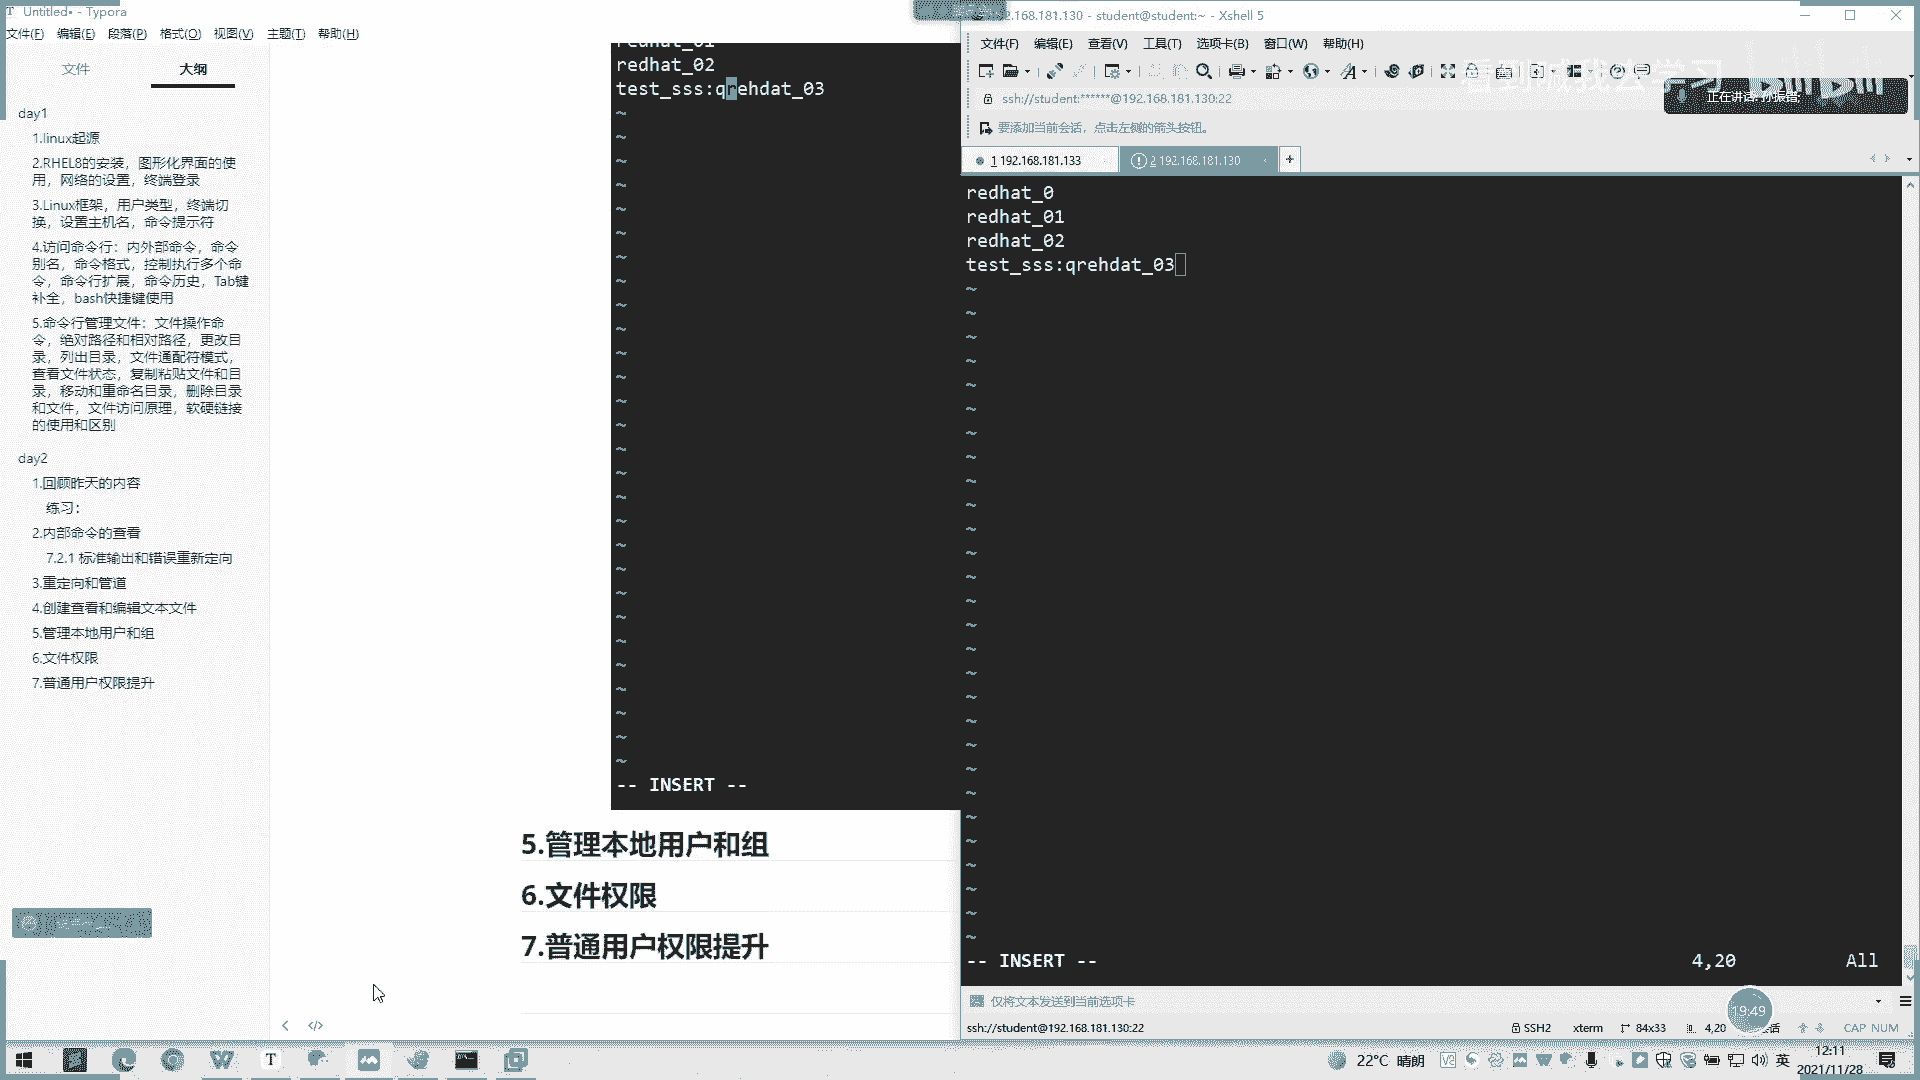 Untitled• - Typora
文件(F) 编辑(E) 段落(P) 格式(O) 视图(V) 主题(T) 帮助(H)
文件 大纲
day1
1.linux起源
2.RHEL8的安装，图形化界面的使
用，网络的设置，终端登录
3.Linux框架，用户类型，终端切
换，设置主机名，命令提示符
4.访问命令行：内外部命令，命令
别名，命令格式，控制执行多个命
令，命令行扩展，命令历史，Tab键
补全，bash快捷键使用
5.命令行管理文件：文件操作命
令，绝对路径和相对路径，更改目
录，列出目录，文件通配符模式，
查看文件状态，复制粘贴文件和目
录，移动和重命名目录，删除目录
和文件，文件访问原理，软硬链接
的使用和区别
day2
1.回顾昨天的内容
练习：
2.内部命令的查看
7.2.1 标准输出和错误重新定向
3.重定向和管道
4.创建查看和编辑文本文件
5.管理本地用户和组
6.文件权限
7.普通用户权限提升
redhat_01
redhat_02
test_sss:qrehdat_03
-- INSERT --
5.管理本地用户和组
6.文件权限
7.普通用户权限提升
2.168.181.130 - student@student:~ - Xshell 5
文件(F) 编辑(E) 查看(V) 工具(T) 选项卡(B) 窗口(W) 帮助(H)
看到喊我去学习 bilibili
正在讲话:
ssh://student:******@192.168.181.130:22
要添加当前会话，点击左侧的箭头按钮。
1 192.168.181.133
2 192.168.181.130
redhat_0
redhat_01
redhat_02
test_sss:qrehdat_03
-- INSERT -- 4,20 All
仅将文本发送到当前选项卡
19:49
ssh://student@192.168.181.130:22 SSH2 xterm 84x33 4,20 CAP NUM
22°C 晴朗 英 12:11
2021/11/28